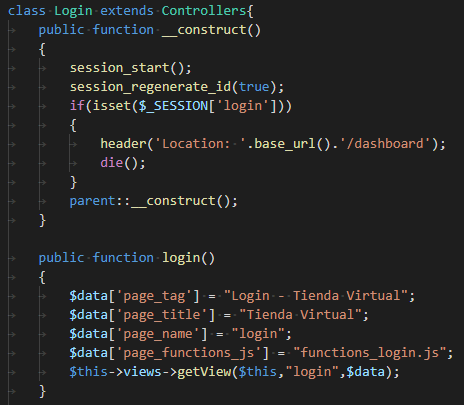 class Login extends Controllers{
    public function __construct()
    {
        session_start();
        session_regenerate_id(true);
        if(isset($_SESSION['login']))
        {
            header('Location: '.base_url().'/dashboard');
            die();
        }
        parent::__construct();
    }

    public function login()
    {
        $data['page_tag'] = "Login - Tienda Virtual";
        $data['page_title'] = "Tienda Virtual";
        $data['page_name'] = "login";
        $data['page_functions_js'] = "functions_login.js";
        $this->views->getView($this,"login",$data);
    }